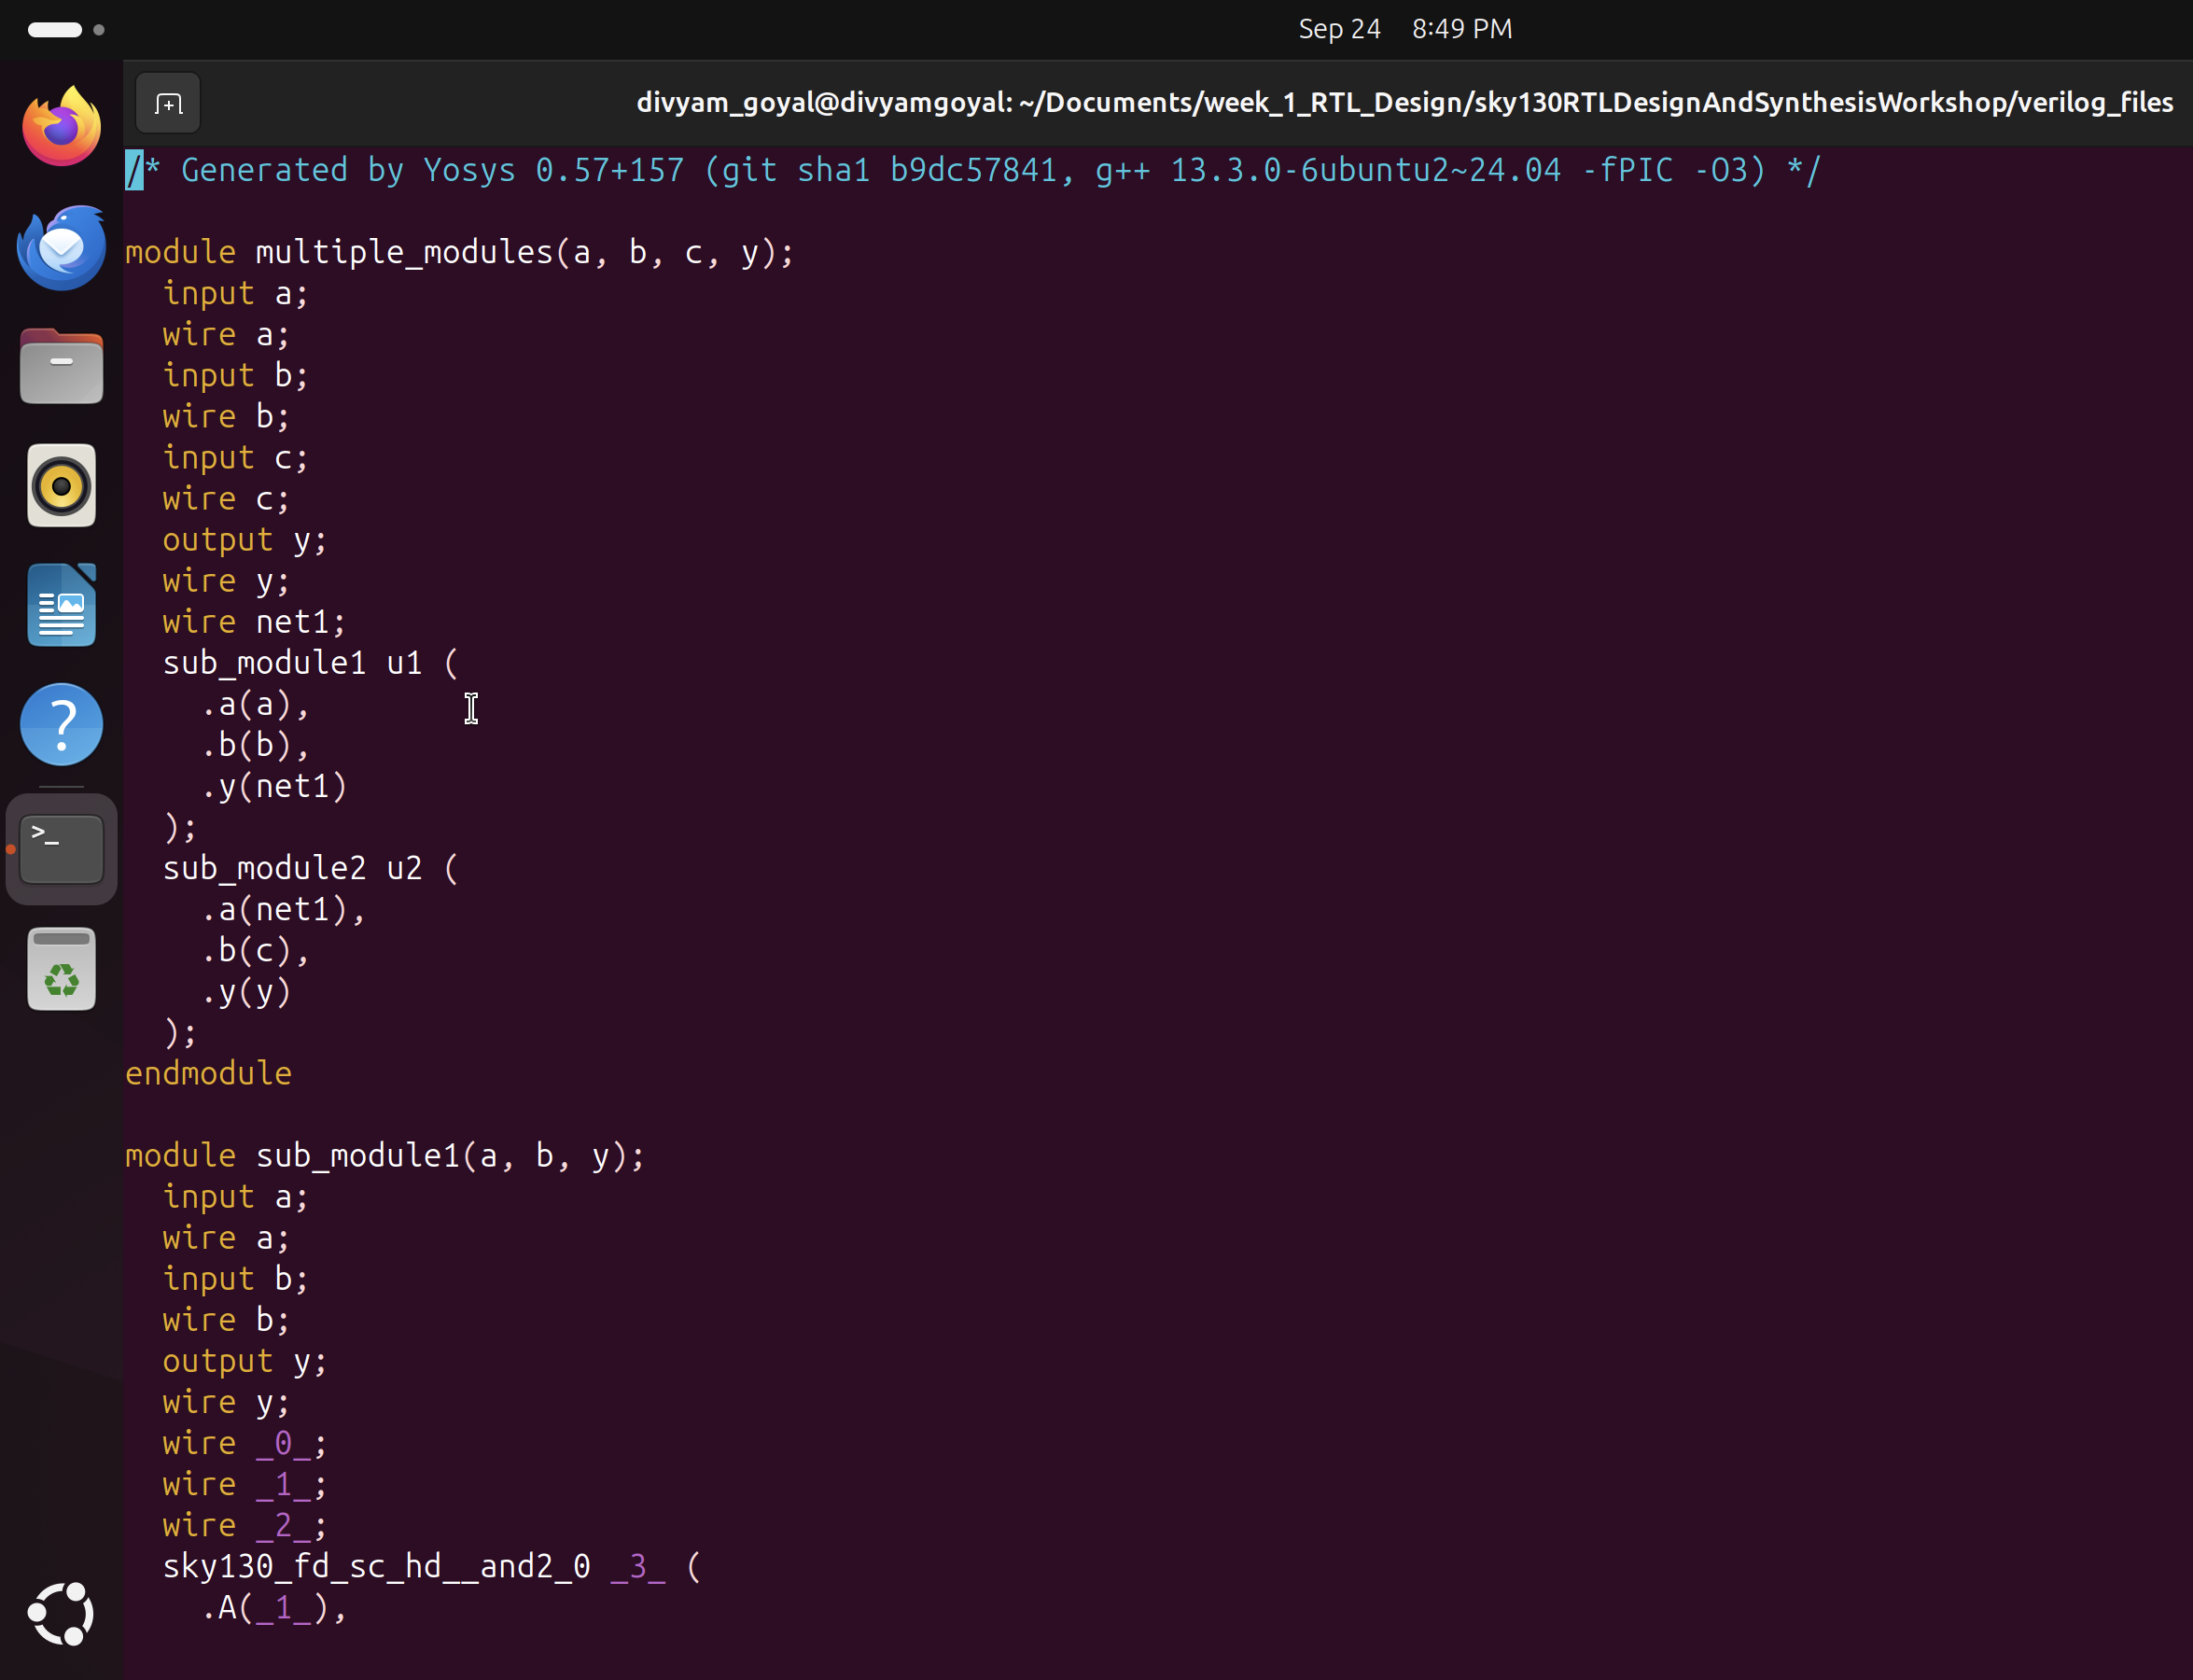 Sep 24 8:49 PM
divyam_goyal@divyamgoyal: ~/Documents/week_1_RTL_Design/sky130RTLDesignAndSynthesisWorkshop/verilog_files
/* Generated by Yosys 0.57+157 (git sha1 b9dc57841, g++ 13.3.0-6ubuntu2~24.04 -fPIC -O3) */

module multiple_modules(a, b, c, y);
  input a;
  wire a;
  input b;
  wire b;
  input c;
  wire c;
  output y;
  wire y;
  wire net1;
  sub_module1 u1 (
    .a(a),
    .b(b),
    .y(net1)
  );
  sub_module2 u2 (
    .a(net1),
    .b(c),
    .y(y)
  );
endmodule

module sub_module1(a, b, y);
  input a;
  wire a;
  input b;
  wire b;
  output y;
  wire y;
  wire _0_;
  wire _1_;
  wire _2_;
  sky130_fd_sc_hd__and2_0 _3_ (
    .A(_1_),